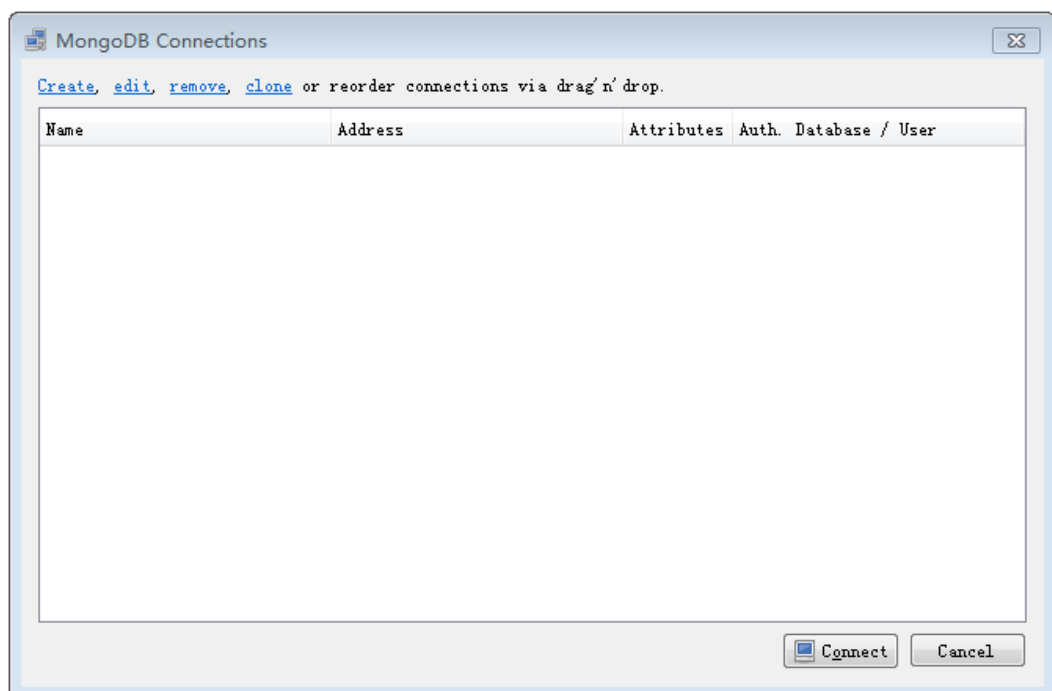 MongoDB Connections
Create, edit, remove, clone or reorder connections via drag'n'drop.
Name Address Attributes Auth. Database / User
Connect Cancel